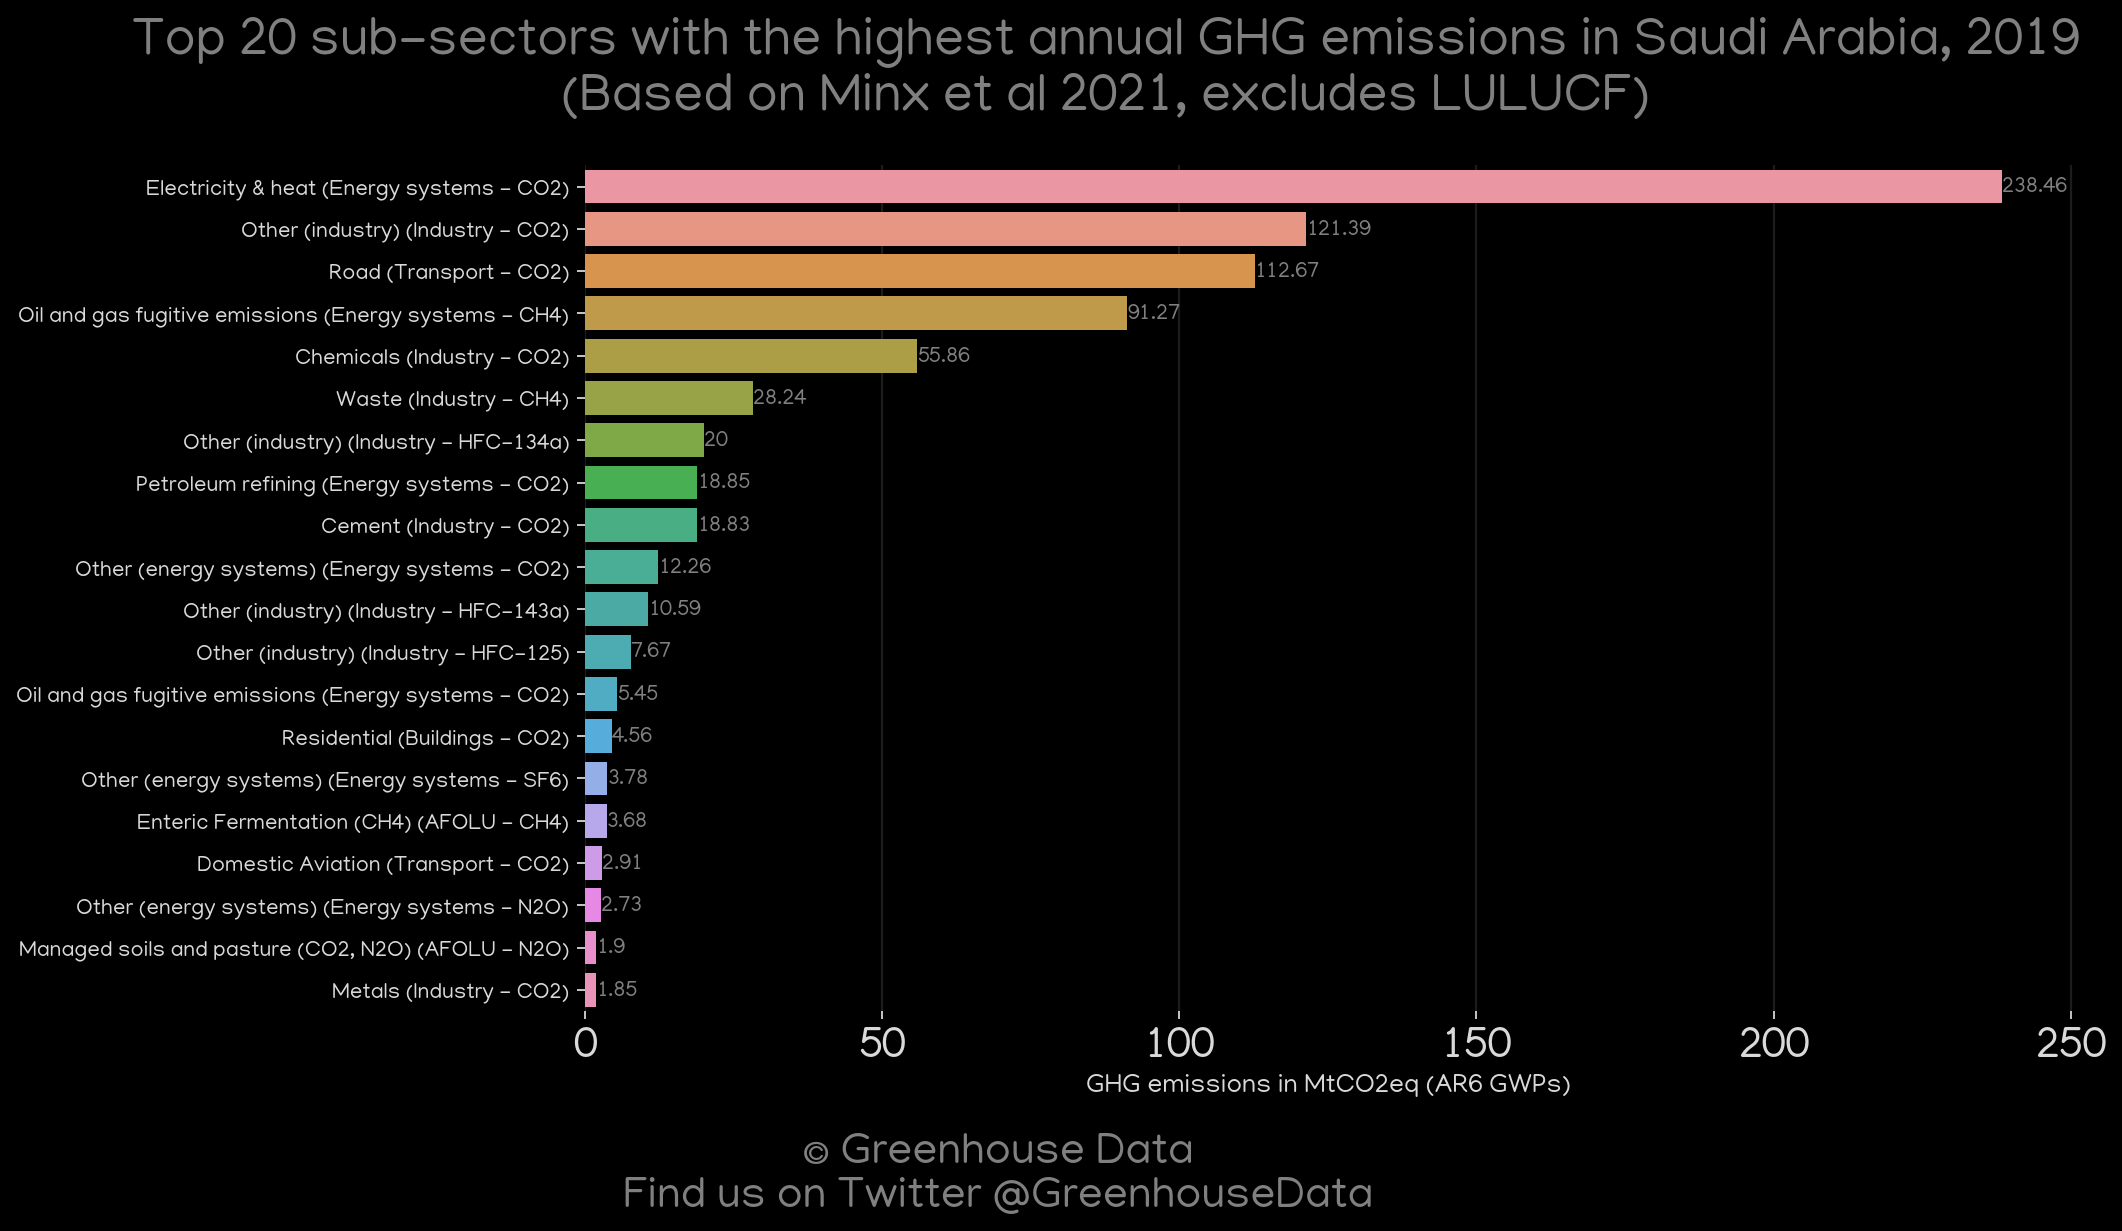 Top 20 sub-sectors with the highest annual GHG emissions in Saudi Arabia, 2019
(Based on Minx et al 2021, excludes LULUCF)
Electricity & heat (Energy systems - CO2) 238.46
Other (industry) (Industry - CO2) 121.39
Road (Transport - CO2) 112.67
Oil and gas fugitive emissions (Energy systems - CH4) 91.27
Chemicals (Industry - CO2) 55.86
Waste (Industry - CH4) 28.24
Other (industry) (Industry - HFC-134a) 20
Petroleum refining (Energy systems - CO2) 18.85
Cement (Industry - CO2) 18.83
Other (energy systems) (Energy systems - CO2) 12.26
Other (industry) (Industry - HFC-143a) 10.59
Other (industry) (Industry - HFC-125) 7.67
Oil and gas fugitive emissions (Energy systems - CO2) 5.45
Residential (Buildings - CO2) 4.56
Other (energy systems) (Energy systems - SF6) 3.78
Enteric Fermentation (CH4) (AFOLU - CH4) 3.68
Domestic Aviation (Transport - CO2) 2.91
Other (energy systems) (Energy systems - N2O) 2.73
Managed soils and pasture (CO2, N2O) (AFOLU - N2O) 1.9
Metals (Industry - CO2) 1.85
0 50 100 150 200 250
GHG emissions in MtCO2eq (AR6 GWPs)
© Greenhouse Data
Find us on Twitter @GreenhouseData